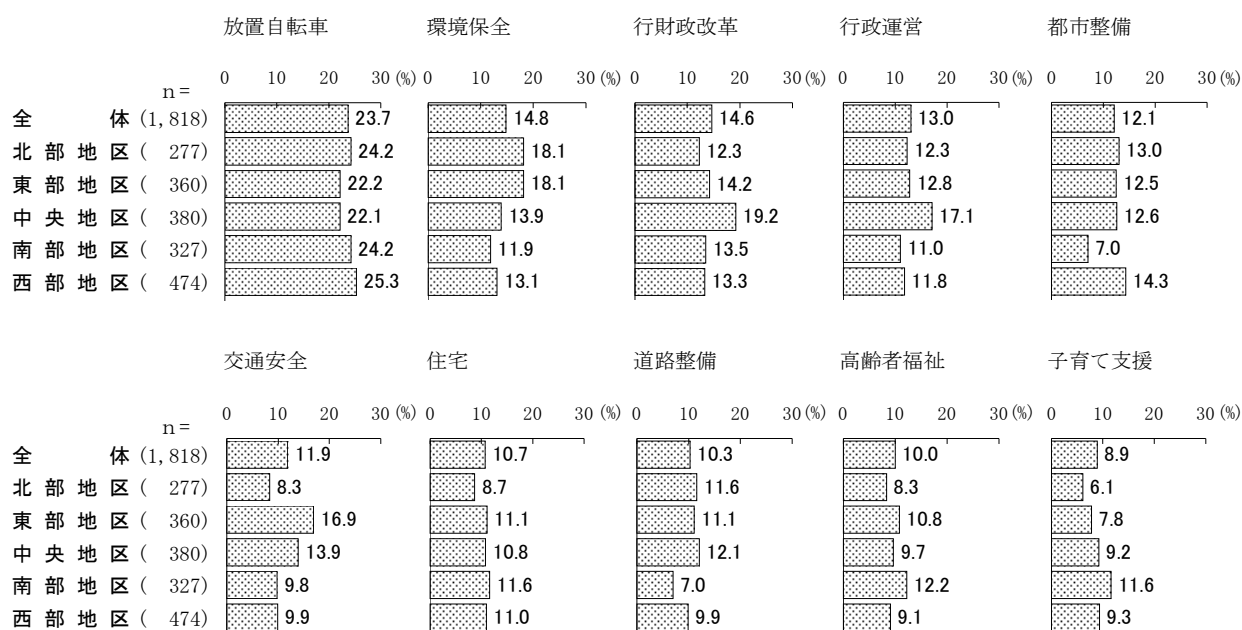 放置自転車 環境保全 行財政改革 行政運営 都市整備
n= 0 10 20 30(%) 0 10 20 30(%) 0 10 20 30(%) 0 10 20 30(%) 0 10 20 30(%)
全体(1,818) 23.7 14.8 14.6 13.0 12.1
北部地区( 277) 24.2 18.1 12.3 12.3 13.0
東部地区( 360) 22.2 18.1 14.2 12.8 12.5
中央地区( 380) 22.1 13.9 19.2 17.1 12.6
南部地区( 327) 24.2 11.9 13.5 11.0 7.0
西部地区( 474) 25.3 13.1 13.3 11.8 14.3
交通安全 住宅 道路整備 高齢者福祉 子育て支援
n= 0 10 20 30(%) 0 10 20 30(%) 0 10 20 30(%) 0 10 20 30(%) 0 10 20 30(%)
全体(1,818) 11.9 10.7 10.3 10.0 8.9
北部地区( 277) 8.3 8.7 11.6 8.3 6.1
東部地区( 360) 16.9 11.1 11.1 10.8 7.8
中央地区( 380) 13.9 10.8 12.1 9.7 9.2
南部地区( 327) 9.8 11.6 7.0 12.2 11.6
西部地区( 474) 9.9 11.0 9.9 9.1 9.3